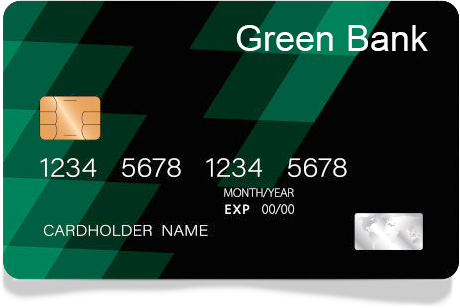 Green Bank
1234 5678 1234 5678
MONTH/YEAR
EXP 00/00
CARDHOLDER NAME